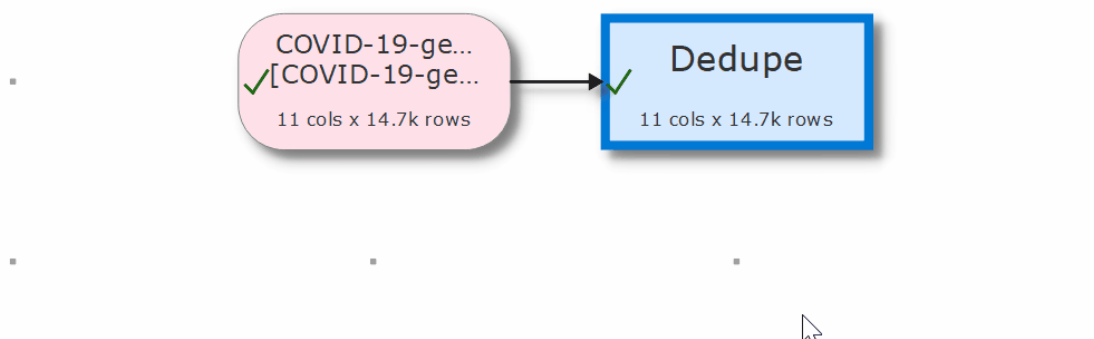 COVID-19-ge...
[COVID-19-ge...
11 cols x 14.7k rows
Dedupe
11 cols x 14.7k rows